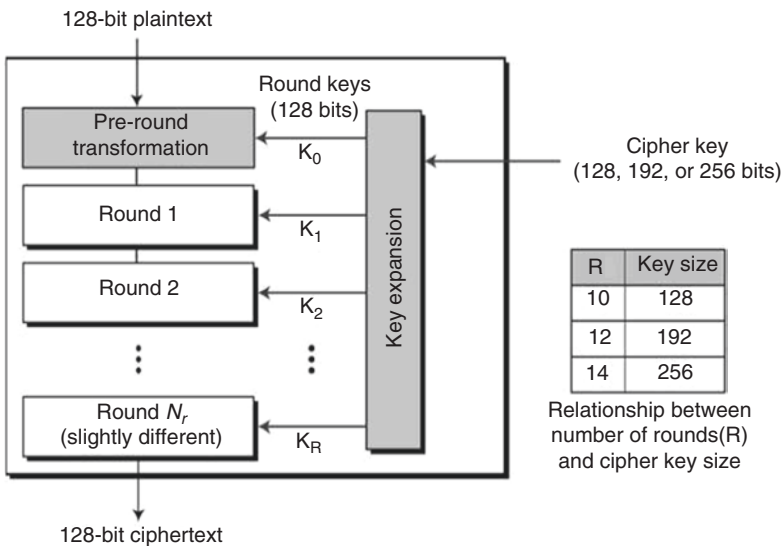 128-bit plaintext
Round keys
(128 bits)
Pre-round
transformation
K0
Cipher key
(128, 192, or 256 bits)
Round 1
K1
Key expansion
Round 2
K2
R Key size
10 128
12 192
14 256
Round Nr
(slightly different)
KR
Relationship between
number of rounds(R)
and cipher key size
128-bit ciphertext